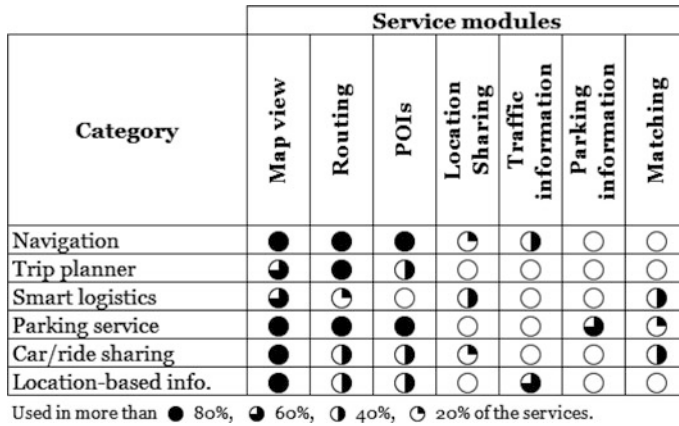 Service modules
Category
Map view
Routing
POIs
Location
Sharing
Traffic
information
Parking
information
Matching
Navigation
Trip planner
Smart logistics
Parking service
Car/ride sharing
Location-based info.
Used in more than ● 80%, ◕ 60%, ◑ 40%, ◔ 20% of the services.